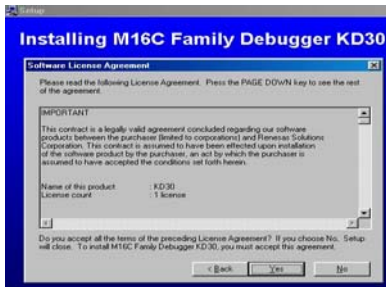 Setup
Installing M16C Family Debugger KD30
Software License Agreement
Please read the following License Agreement. Press the PAGE DOWN key to see the rest
of the agreement.
IMPORTANT
This contract is a legally valid agreement concluded regarding our software
products between the purchaser (limited to corporations) and Renesas Solutions
Corporation. This contract is assumed to have been effected upon installation
of the software product by the purchaser, an act by which the purchaser is
assumed to have accepted the conditions set forth herein.
Name of this product : KD30
License count : 1 license
Do you accept all the terms of the preceding License Agreement? If you choose No, Setup
will close. To install M16C Family Debugger KD30, you must accept this agreement.
< Back Yes No